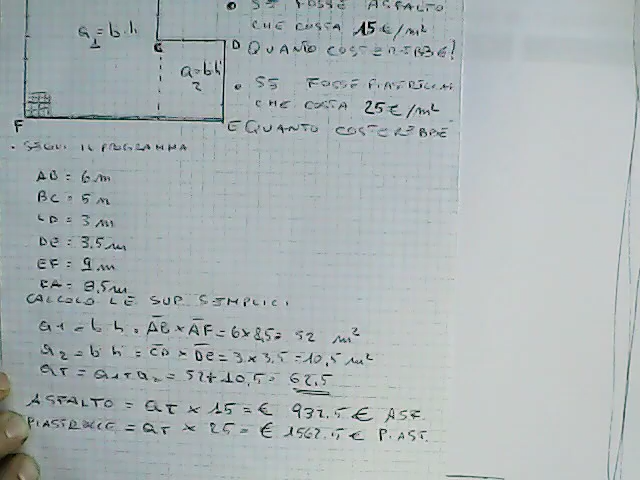 • SE FOSSE ASFALTO
CHE COSTA 15 €/m²
QUANTO COSTEREBBE?
• SE FOSSE PIASTRELLA
CHE COSTA 25 €/m²
QUANTO COSTEREBBE
a1 = b.h
C
D
a2 = b h
F
E
• SEGUI IL PROGRAMMA
AB = 6 m
BC = 5 m
CD = 3 m
DE = 3.5 m
EF = 9 m
FA = 8,5 m
CALCOLO LE SUP. SEMPLICI
a1 = b h = AB × AF = 6 × 8,5 = 52 m²
a2 = b h = CD × DE = 3 × 3.5 = 10,5 m²
aT = a1 + a2 = 52 + 10,5 = 62.5
ASFALTO = aT × 15 = € 937.5 € ASF.
PIASTRELLE = aT × 25 = € 1562.5 € PIAST.